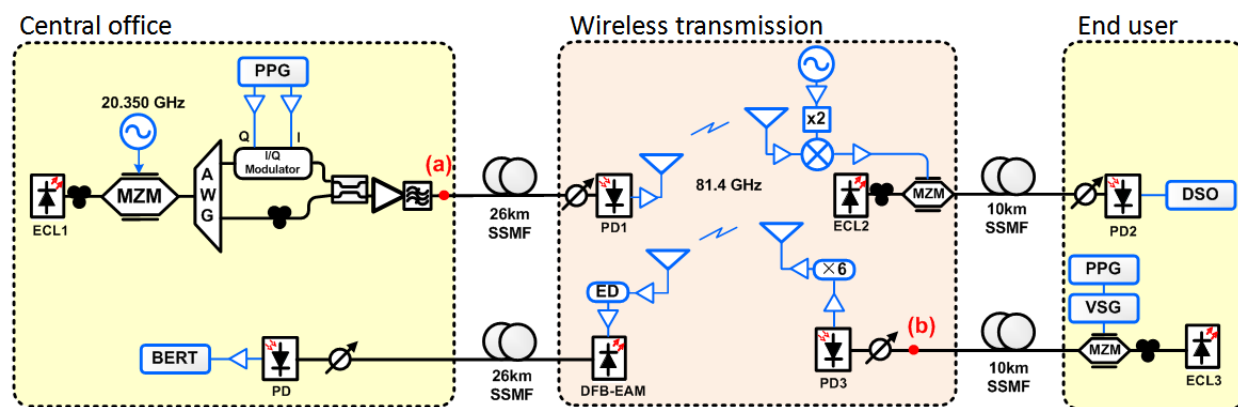 Central office
Wireless transmission
End user
PPG
20.350 GHz
Q
I
I/Q
Modulator
(a)
A
W
G
MZM
ECL1
26km
SSMF
PD1
81.4 GHz
x2
ECL2
MZM
10km
SSMF
PD2
DSO
PPG
VSG
MZM
ECL3
10km
SSMF
(b)
PD3
×6
ED
DFB-EAM
26km
SSMF
PD
BERT